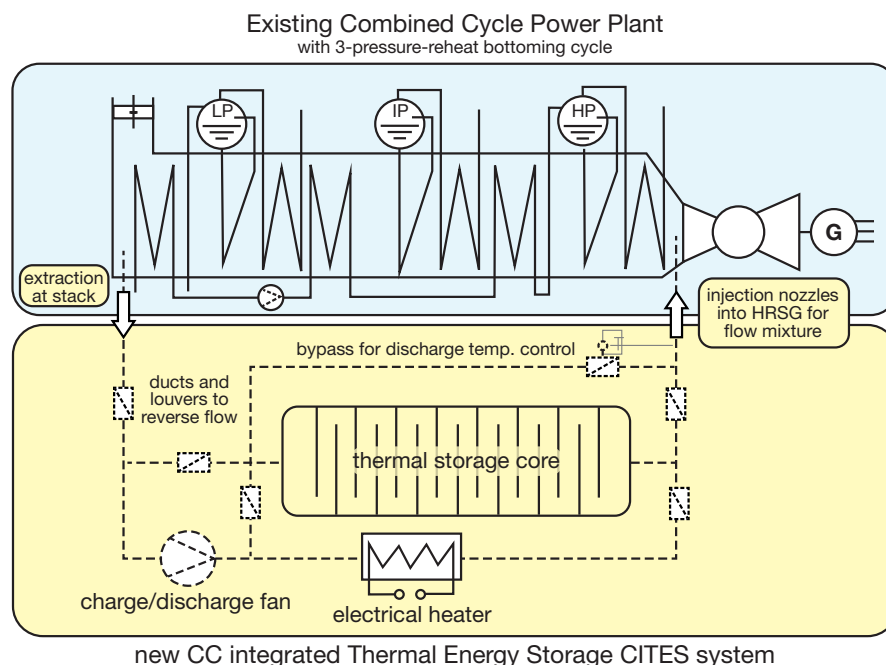 Existing Combined Cycle Power Plant
with 3-pressure-reheat bottoming cycle
LP
IP
HP
G
extraction
at stack
injection nozzles
into HRSG for
flow mixture
bypass for discharge temp. control
ducts and
louvers to
reverse flow
thermal storage core
charge/discharge fan
electrical heater
new CC integrated Thermal Energy Storage CITES system